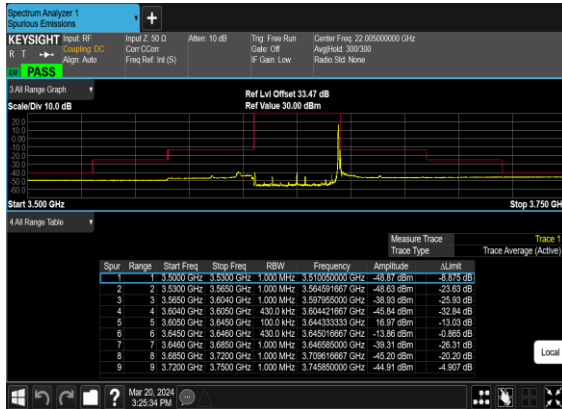 Spectrum Analyzer 1
Spurious Emissions
+
KEYSIGHT Input: RF Input Z: 50 Ω Atten: 10 dB Trig: Free Run Center Freq: 22.005000000 GHz
R T Coupling: DC Corr CCorr Gate: Off Avg|Hold: 300/300
Align: Auto Freq Ref: Int (S) IF Gain: Low Radio Std: None
PASS
3 All Range Graph
Ref Lvl Offset 33.47 dB
Scale/Div 10.0 dB Ref Value 30.00 dBm
20.0
10.0
0.00
-10.0
-20.0
-30.0
-40.0
-50.0
-60.0
Start 3.500 GHz Stop 3.750 GH
4 All Range Table
Measure Trace Trace 1
Trace Type Trace Average (Active)
Spur Range Start Freq Stop Freq RBW Frequency Amplitude ΔLimit
1 1 3.5000 GHz 3.5300 GHz 1.000 MHz 3.510050000 GHz -48.87 dBm -8.875 dB
2 2 3.5300 GHz 3.5650 GHz 1.000 MHz 3.564591667 GHz -48.63 dBm -23.63 dB
3 3 3.5650 GHz 3.6040 GHz 1.000 MHz 3.597955000 GHz -38.93 dBm -25.93 dB
4 4 3.6040 GHz 3.6050 GHz 430.0 kHz 3.604421667 GHz -45.84 dBm -32.84 dB
5 5 3.6050 GHz 3.6450 GHz 100.0 kHz 3.644333333 GHz 16.97 dBm -13.03 dB
6 6 3.6450 GHz 3.6460 GHz 430.0 kHz 3.645016667 GHz -13.86 dBm -0.865 dB
7 7 3.6460 GHz 3.6850 GHz 1.000 MHz 3.646585000 GHz -39.31 dBm -26.31 dB
8 8 3.6850 GHz 3.7200 GHz 1.000 MHz 3.709616667 GHz -45.20 dBm -20.20 dB
9 9 3.7200 GHz 3.7500 GHz 1.000 MHz 3.745850000 GHz -44.91 dBm -4.907 dB
Local
? Mar 20, 2024
3:25:34 PM